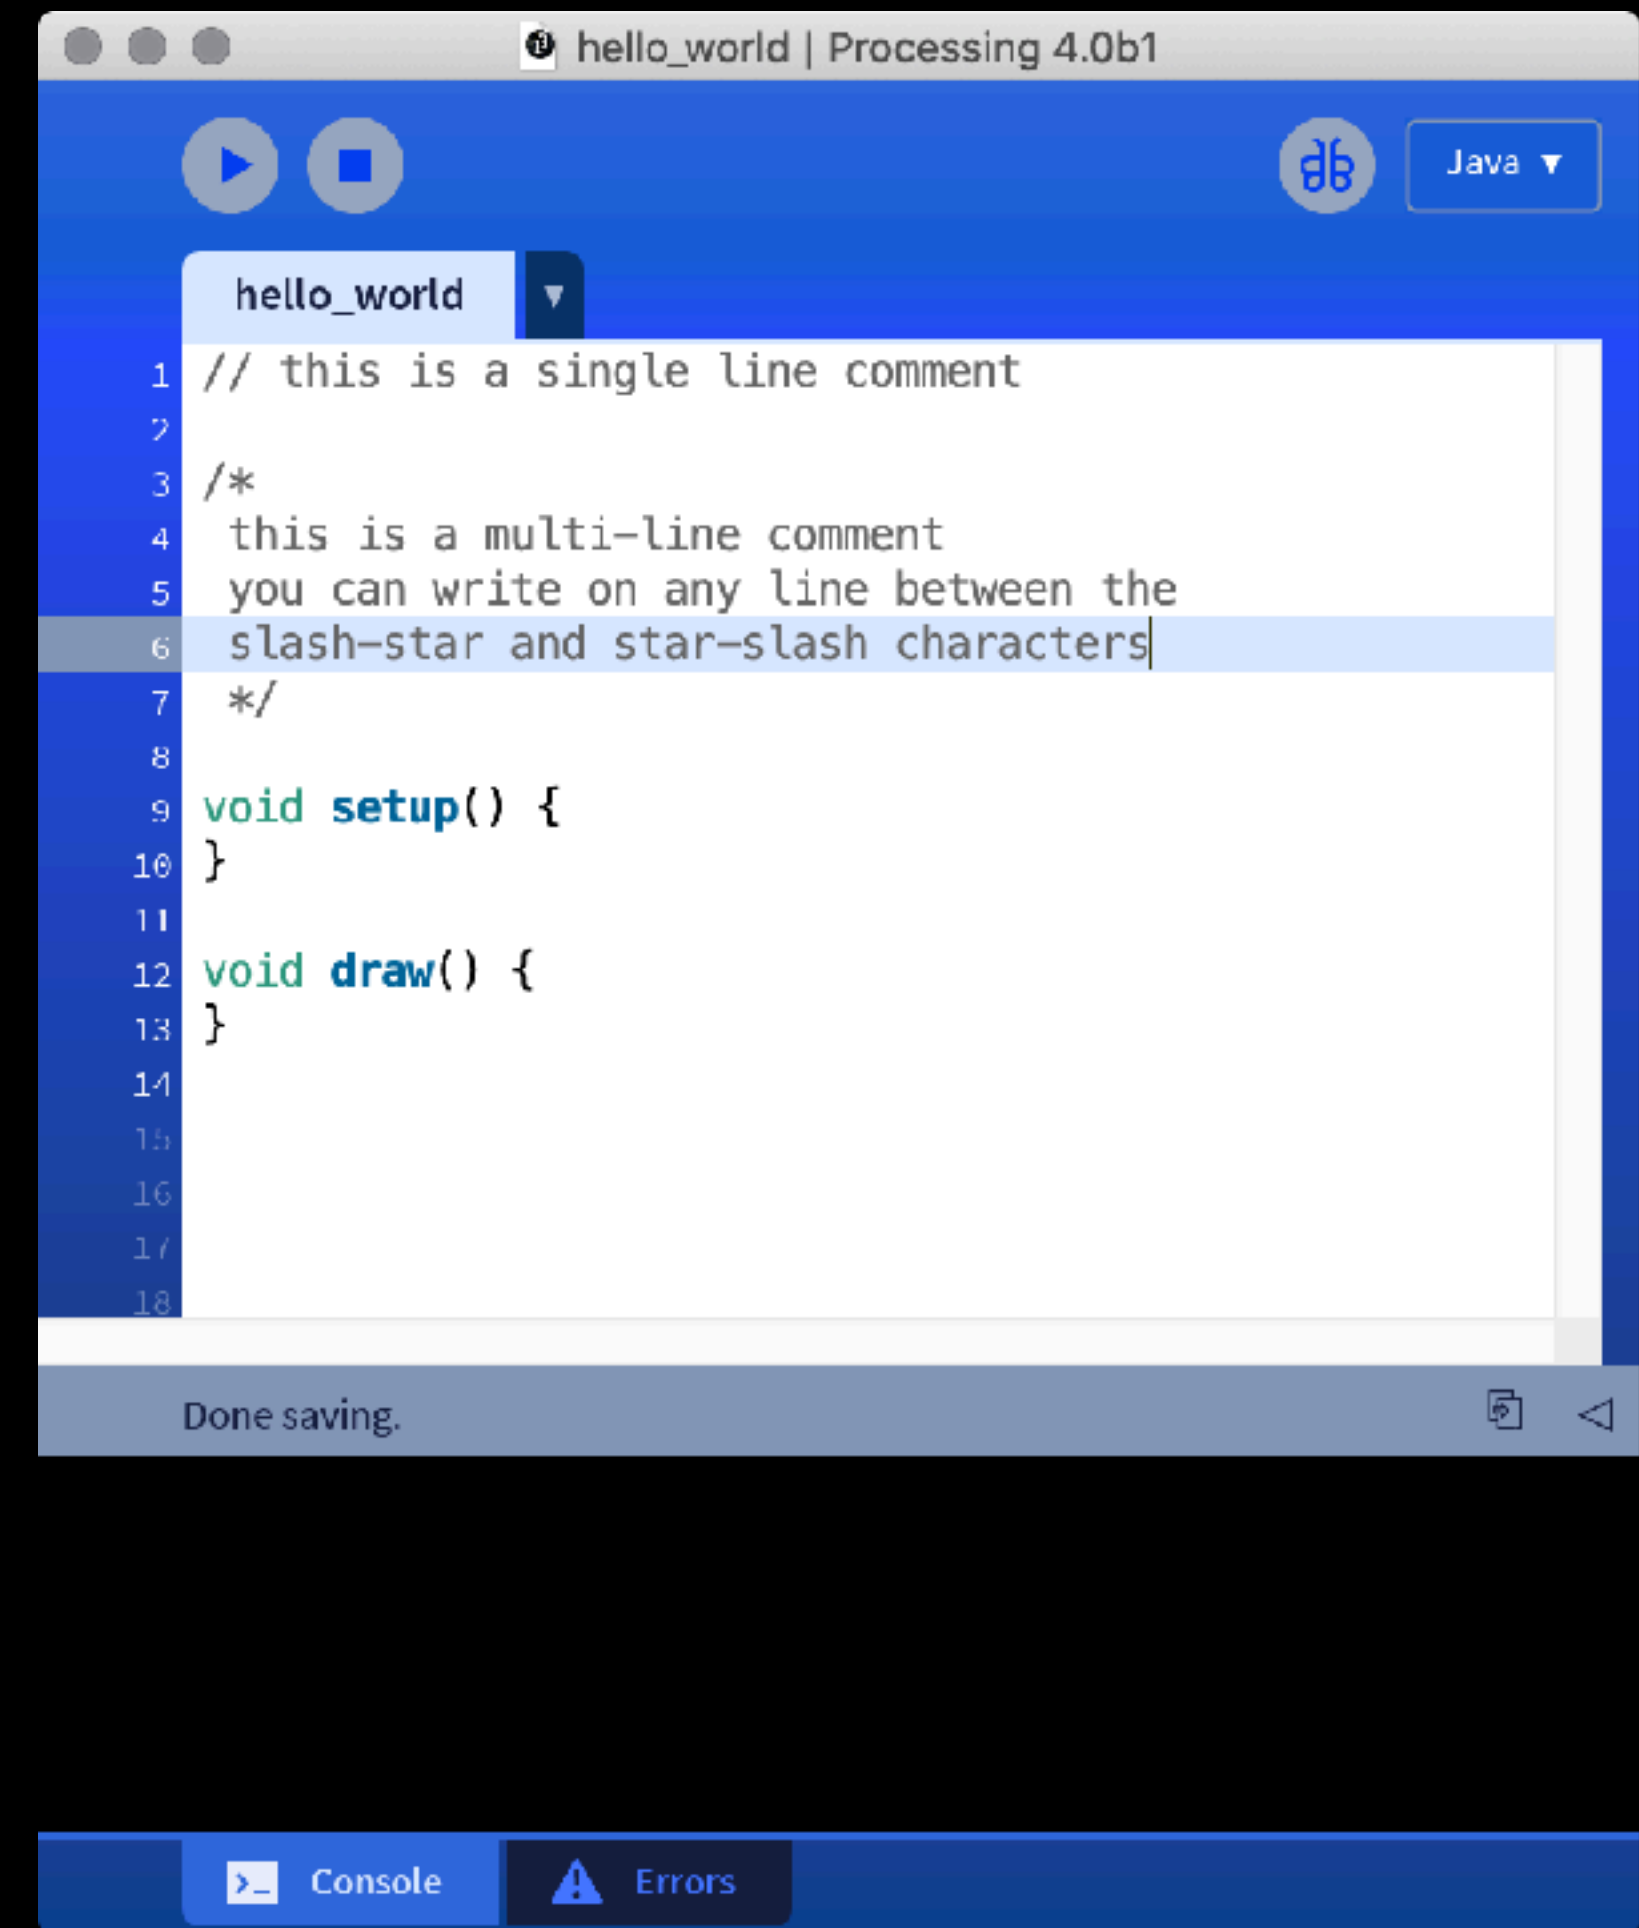 hello_world | Processing 4.0b1
Java ▼
hello_world ▼
1 // this is a single line comment
2
3 /*
4 this is a multi-line comment
5 you can write on any line between the
6 slash-star and star-slash characters
7 */
8
9 void setup() {
10 }
11
12 void draw() {
13 }
14
15
16
17
18
Done saving.
Console
Errors